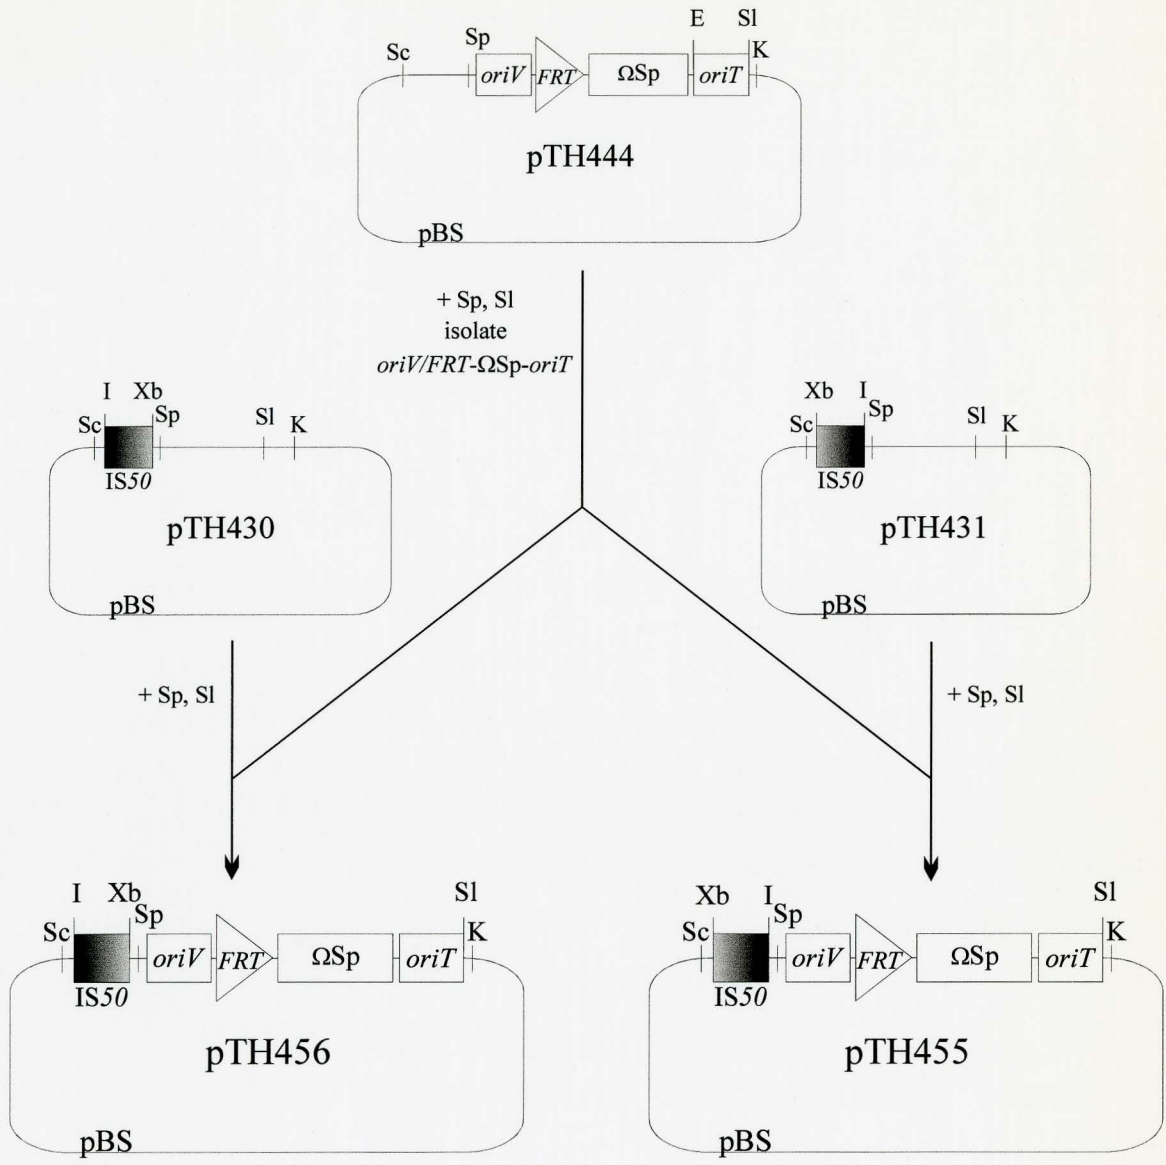 E Sl
Sp
Sc K
oriV FRT ΩSp oriT
pTH444
pBS
+ Sp, Sl
isolate
oriV/FRT-ΩSp-oriT
I Xb
Sc Sp Sl K
IS50
pTH430
pBS
Xb I
Sc Sp Sl K
IS50
pTH431
pBS
+ Sp, Sl
+ Sp, Sl
I Xb Sl
Sc Sp K
oriV FRT ΩSp oriT
IS50
pTH456
pBS
Xb I Sl
Sc Sp K
oriV FRT ΩSp oriT
IS50
pTH455
pBS